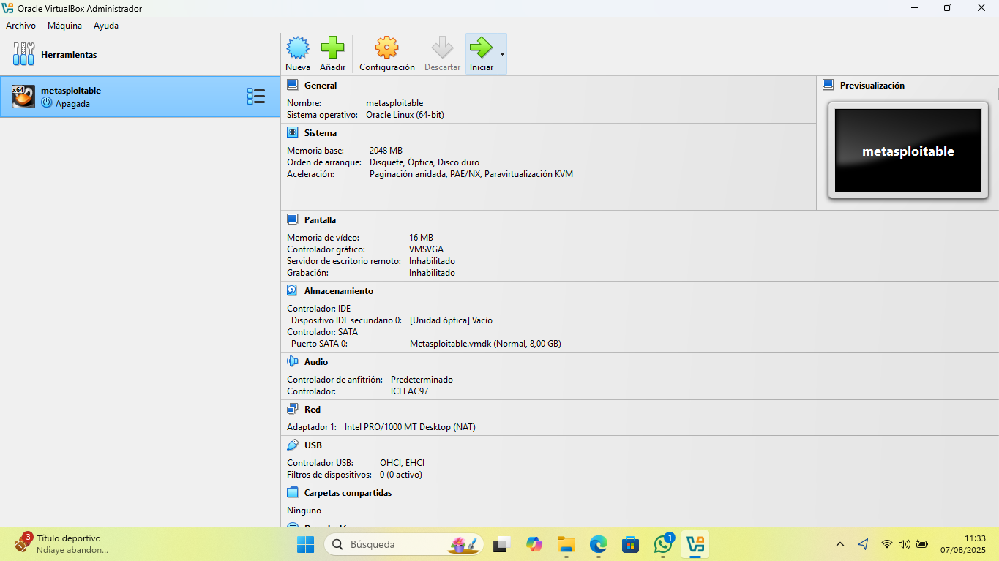 Oracle VirtualBox Administrador
Archivo Máquina Ayuda
Herramientas
Nueva Añadir Configuración Descartar Iniciar
x64
metasploitable
Apagada
General
Nombre: metasploitable
Sistema operativo: Oracle Linux (64-bit)
Sistema
Memoria base: 2048 MB
Orden de arranque: Disquete, Óptica, Disco duro
Aceleración: Paginación anidada, PAE/NX, Paravirtualización KVM
Previsualización
metasploitable
Pantalla
Memoria de vídeo: 16 MB
Controlador gráfico: VMSVGA
Servidor de escritorio remoto: Inhabilitado
Grabación: Inhabilitado
Almacenamiento
Controlador: IDE
Dispositivo IDE secundario 0: [Unidad óptica] Vacío
Controlador: SATA
Puerto SATA 0: Metasploitable.vmdk (Normal, 8,00 GB)
Audio
Controlador de anfitrión: Predeterminado
Controlador: ICH AC97
Red
Adaptador 1: Intel PRO/1000 MT Desktop (NAT)
USB
Controlador USB: OHCI, EHCI
Filtros de dispositivos: 0 (0 activo)
Carpetas compartidas
Ninguno
3
Título deportivo
Ndiaye abandon...
Búsqueda
1
11:33
07/08/2025